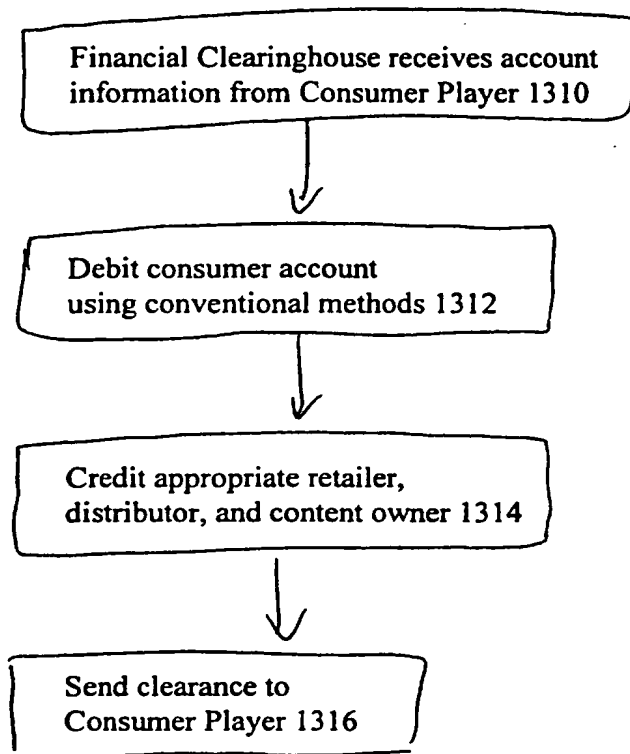 Financial Clearinghouse receives account
information from Consumer Player 1310
Debit consumer account
using conventional methods 1312
Credit appropriate retailer,
distributor, and content owner 1314
Send clearance to
Consumer Player 1316